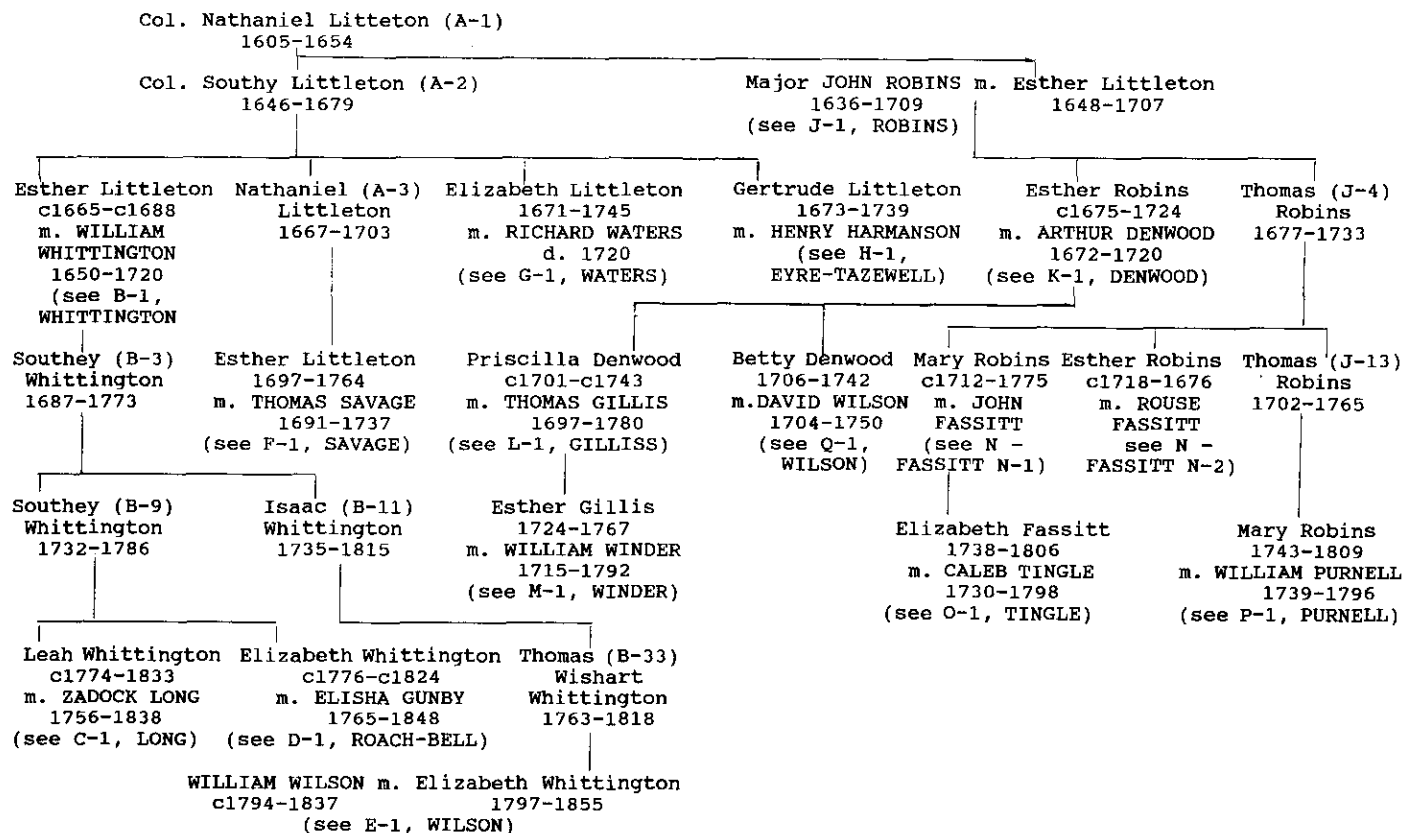 Col. Nathaniel Litteton (A-1)
1605-1654
Col. Southy Littleton (A-2)
1646-1679
Major JOHN ROBINS m. Esther Littleton
1636-1709 1648-1707
(see J-1, ROBINS)
Esther Littleton
c1665-c1688
m. WILLIAM
WHITTINGTON
1650-1720
(see B-1,
WHITTINGTON
Nathaniel (A-3)
Littleton
1667-1703
Elizabeth Littleton
1671-1745
m. RICHARD WATERS
d. 1720
(see G-1, WATERS)
Gertrude Littleton
1673-1739
m. HENRY HARMANSON
(see H-1,
EYRE-TAZEWELL)
Esther Robins
c1675-1724
m. ARTHUR DENWOOD
1672-1720
(see K-1, DENWOOD)
Thomas (J-4)
Robins
1677-1733
Southey (B-3)
Whittington
1687-1773
Esther Littleton
1697-1764
m. THOMAS SAVAGE
1691-1737
(see F-1, SAVAGE)
Priscilla Denwood
c1701-c1743
m. THOMAS GILLIS
1697-1780
(see L-1, GILLISS)
Betty Denwood
1706-1742
m.DAVID WILSON
1704-1750
(see Q-1,
WILSON)
Mary Robins
c1712-1775
m. JOHN
FASSITT
(see N -
FASSITT N-1)
Esther Robins
c1718-1676
m. ROUSE
FASSITT
see N -
FASSITT N-2)
Thomas (J-13)
Robins
1702-1765
Southey (B-9)
Whittington
1732-1786
Isaac (B-11)
Whittington
1735-1815
Esther Gillis
1724-1767
m. WILLIAM WINDER
1715-1792
(see M-1, WINDER)
Elizabeth Fassitt
1738-1806
m. CALEB TINGLE
1730-1798
(see O-1, TINGLE)
Mary Robins
1743-1809
m. WILLIAM PURNELL
1739-1796
(see P-1, PURNELL)
Leah Whittington
c1774-1833
m. ZADOCK LONG
1756-1838
(see C-1, LONG)
Elizabeth Whittington
c1776-c1824
m. ELISHA GUNBY
1765-1848
(see D-1, ROACH-BELL)
Thomas (B-33)
Wishart
Whittington
1763-1818
WILLIAM WILSON m. Elizabeth Whittington
c1794-1837 1797-1855
(see E-1, WILSON)